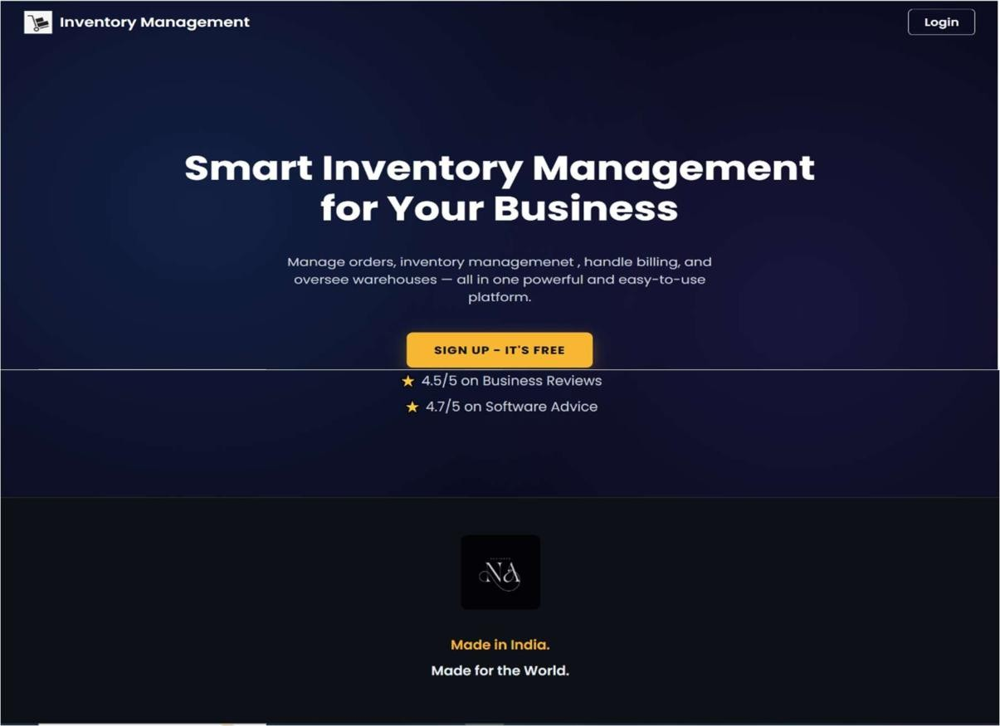 Inventory Management
Login
Smart Inventory Management
for Your Business
Manage orders, inventory managemenet , handle billing, and
oversee warehouses — all in one powerful and easy-to-use
platform.
SIGN UP - IT'S FREE
★ 4.5/5 on Business Reviews
★ 4.7/5 on Software Advice
NA
Made in India.
Made for the World.